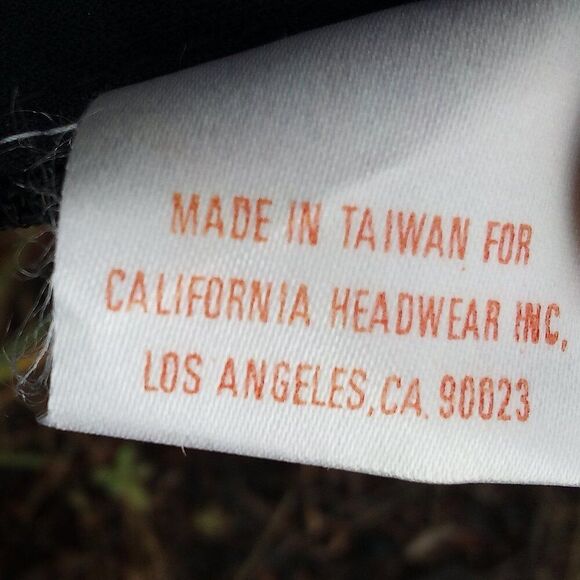 MADE IN TAIWAN FOR
CALIFORNIA HEADWEAR INC,
LOS ANGELES, CA. 90023